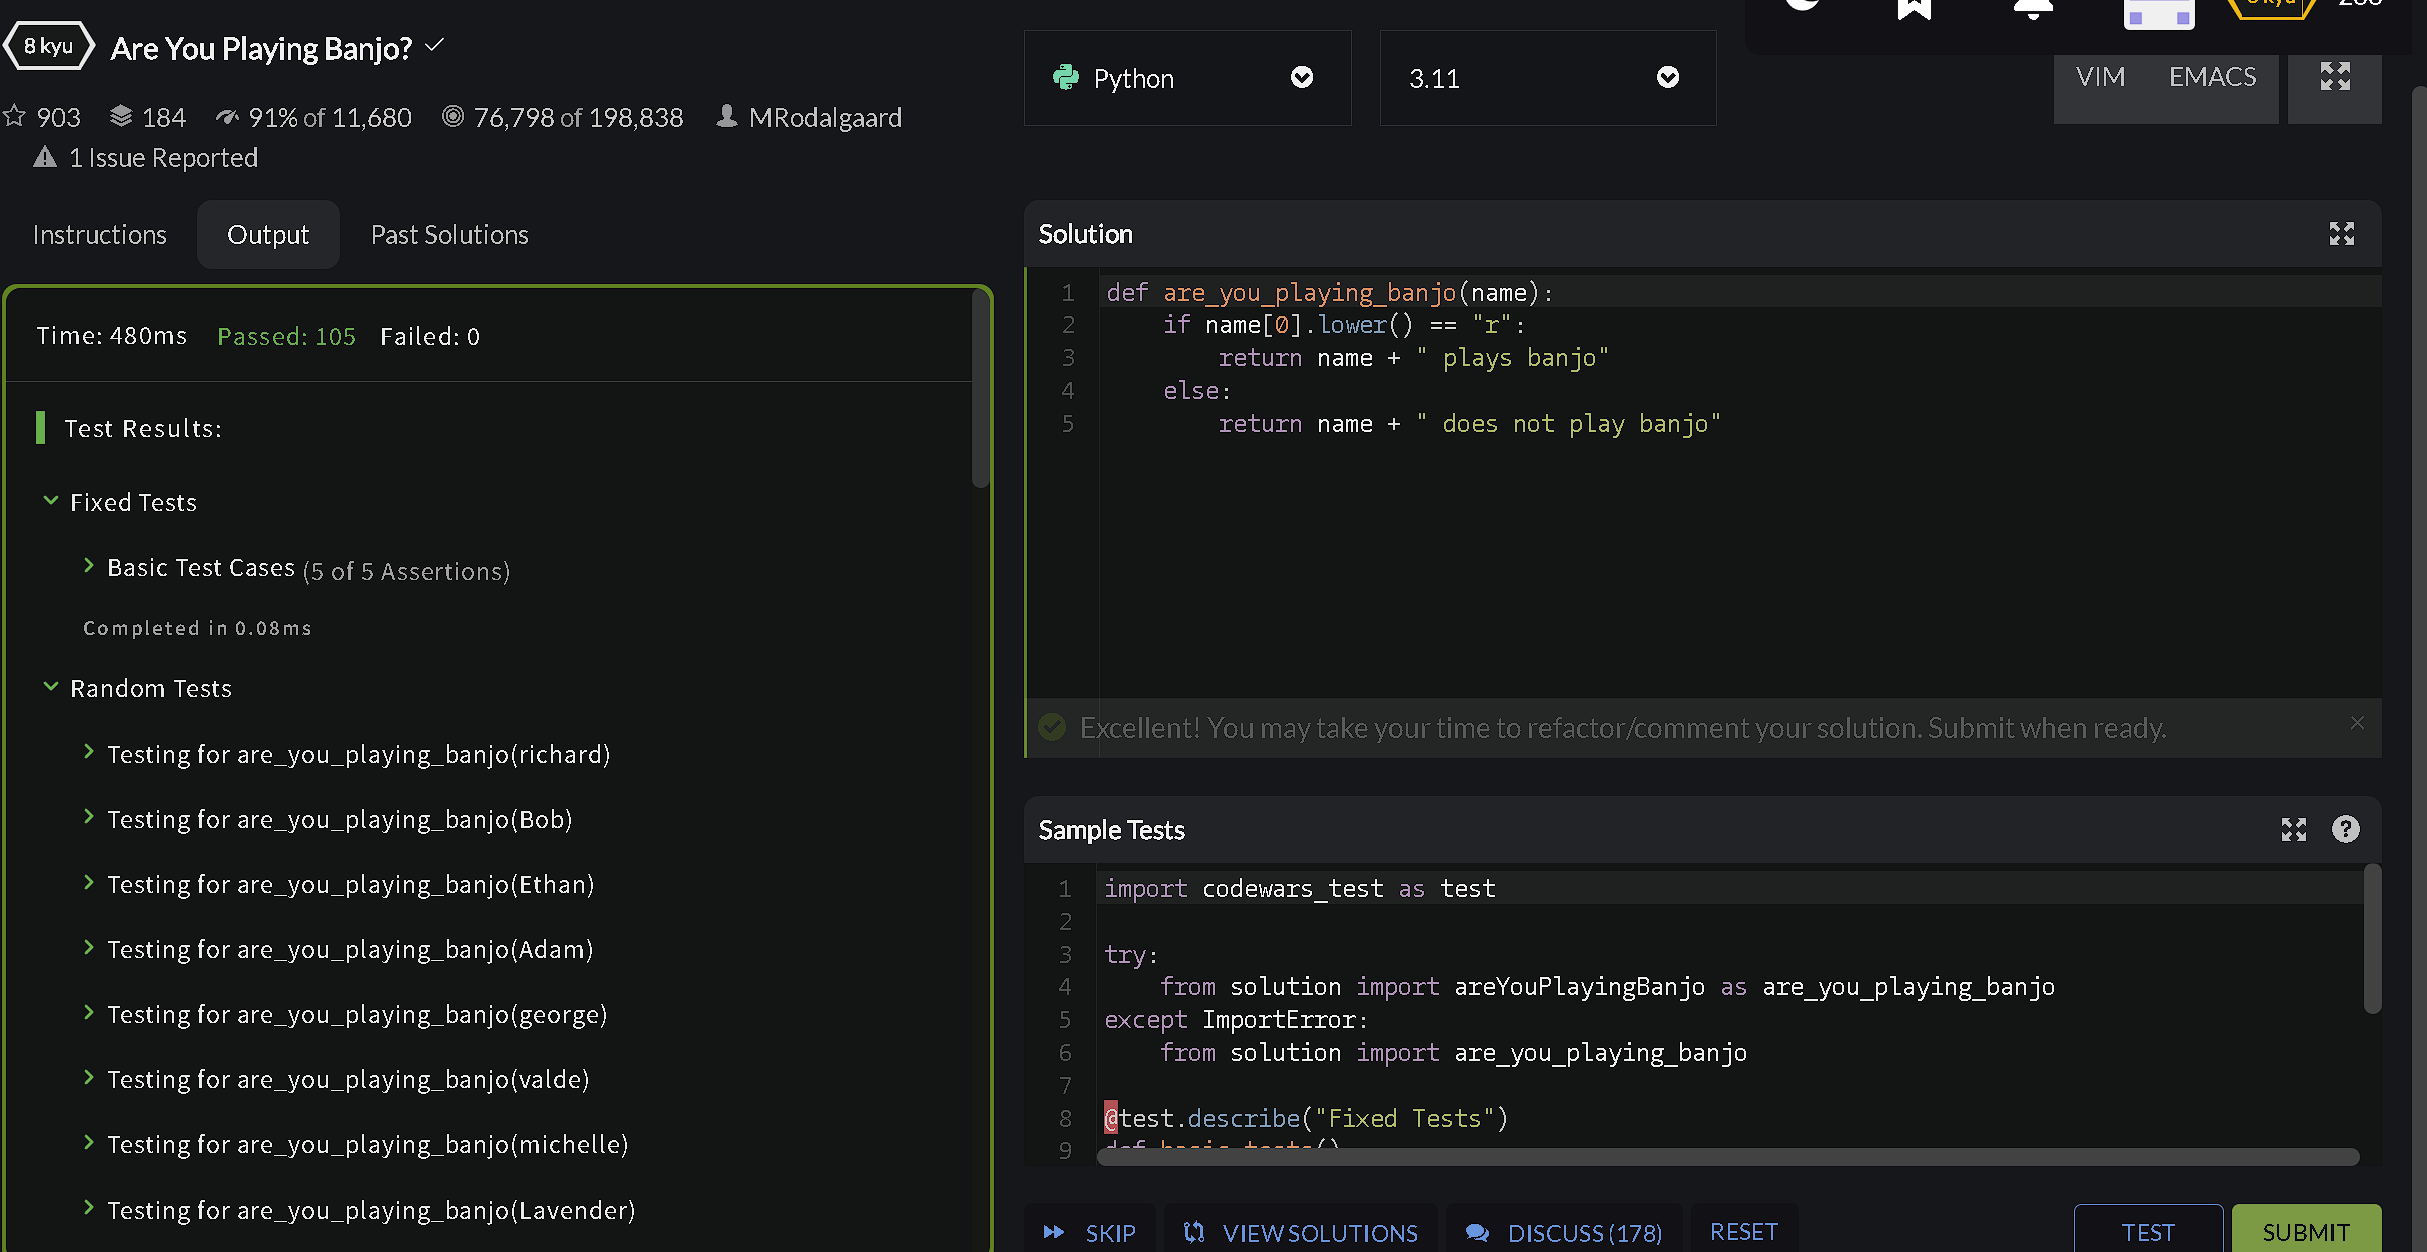 8 kyu Are You Playing Banjo?
903 184 91% of 11,680 76,798 of 198,838 MRodalgaard
1 Issue Reported
Instructions Output Past Solutions
Time: 480ms Passed: 105 Failed: 0
Test Results:
Fixed Tests
Basic Test Cases (5 of 5 Assertions)
Completed in 0.08ms
Random Tests
Testing for are_you_playing_banjo(richard)
Testing for are_you_playing_banjo(Bob)
Testing for are_you_playing_banjo(Ethan)
Testing for are_you_playing_banjo(Adam)
Testing for are_you_playing_banjo(george)
Testing for are_you_playing_banjo(valde)
Testing for are_you_playing_banjo(michelle)
Testing for are_you_playing_banjo(Lavender)
Python 3.11 VIM EMACS
Solution
1 def are_you_playing_banjo(name):
2 if name[0].lower() == "r":
3 return name + " plays banjo"
4 else:
5 return name + " does not play banjo"
Excellent! You may take your time to refactor/comment your solution. Submit when ready.
Sample Tests
1 import codewars_test as test
2
3 try:
4 from solution import areYouPlayingBanjo as are_you_playing_banjo
5 except ImportError:
6 from solution import are_you_playing_banjo
7
8 @test.describe("Fixed Tests")
9 def basic_tests()
SKIP VIEW SOLUTIONS DISCUSS (178) RESET TEST SUBMIT